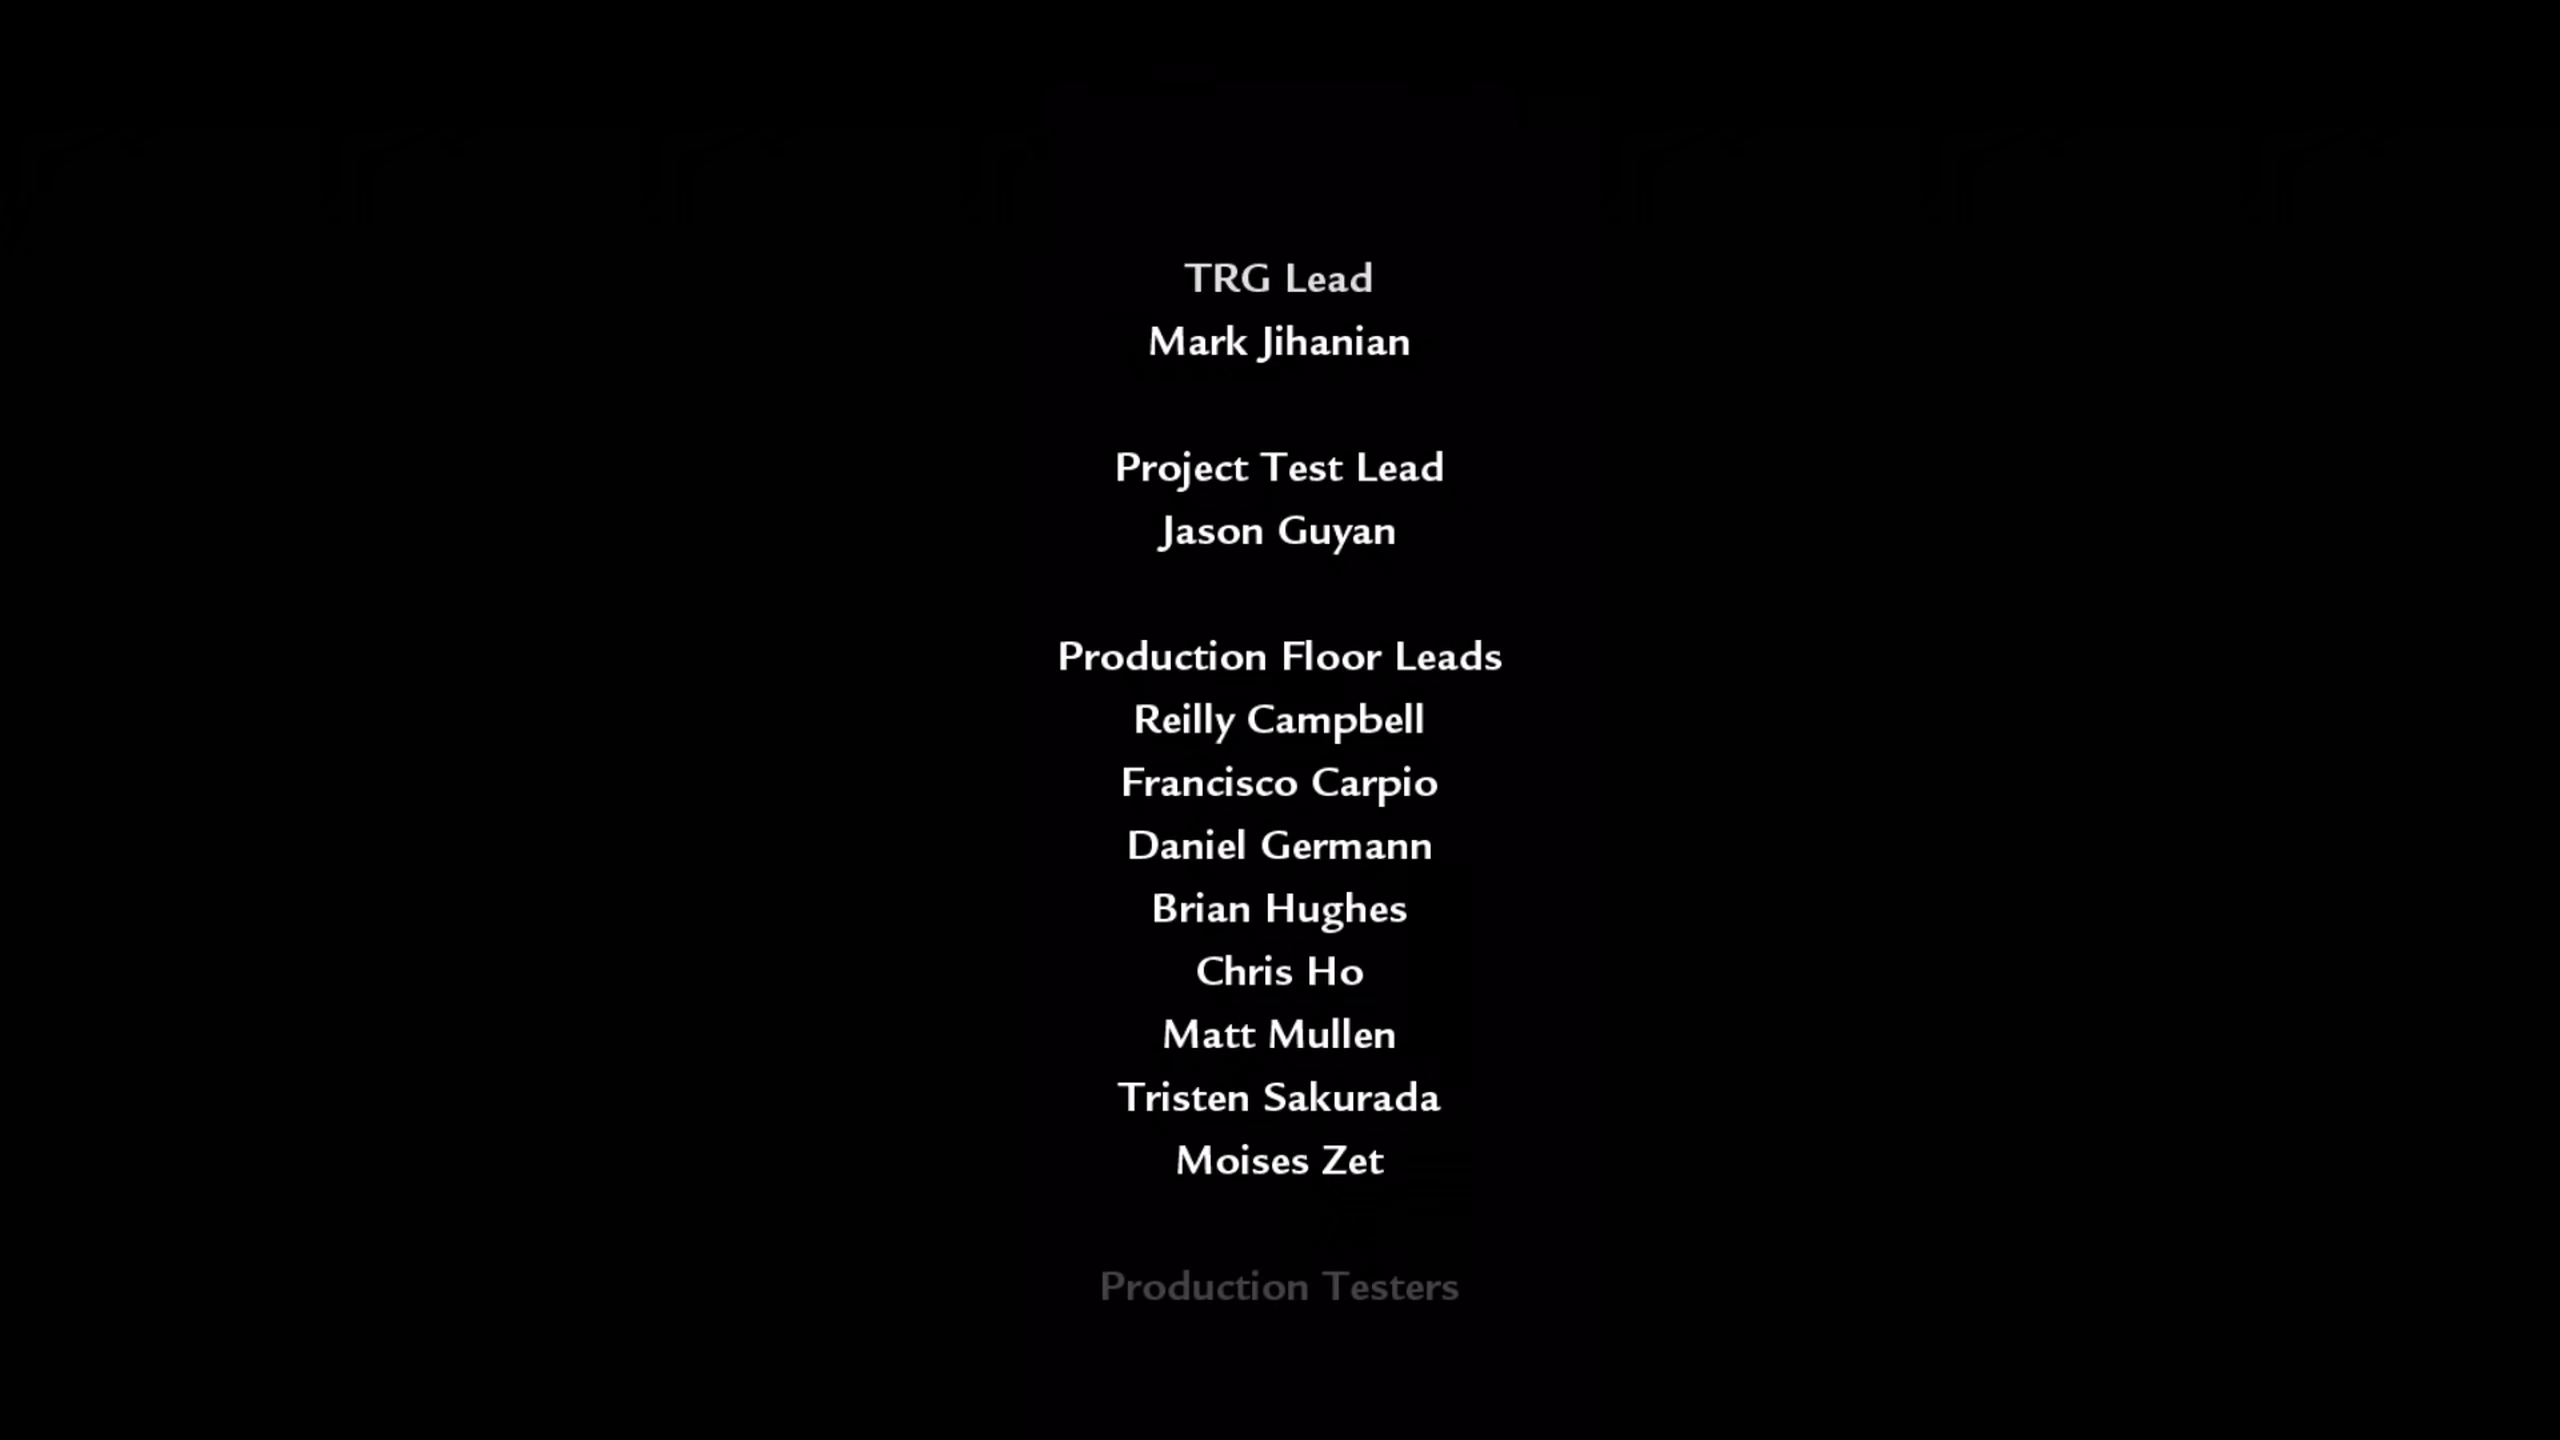 TRG Lead
Mark Jihanian
Project Test Lead
Jason Guyan
Production Floor Leads
Reilly Campbell
Francisco Carpio
Daniel Germann
Brian Hughes
Chris Ho
Matt Mullen
Tristen Sakurada
Moises Zet
Production Testers